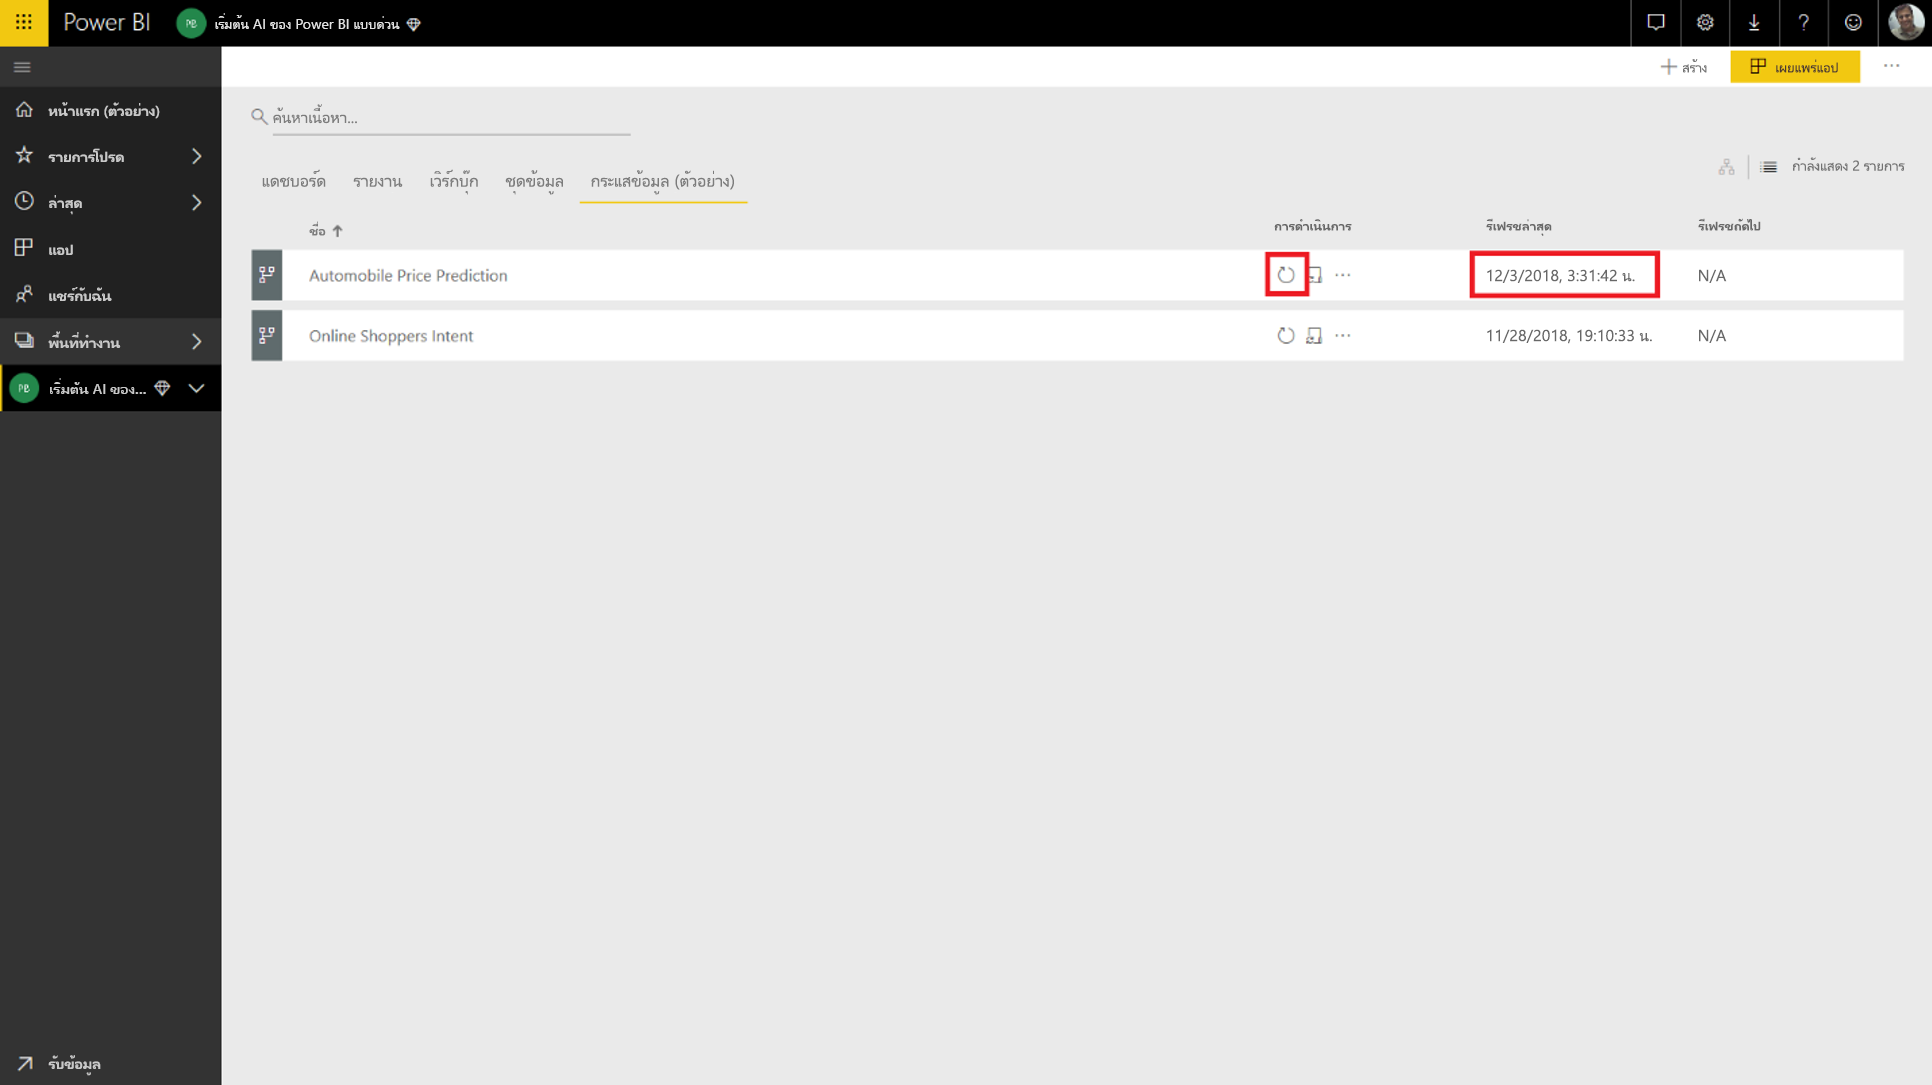 Power BI
PB เริ่มต้น AI ของ Power BI แบบด่วน
สร้าง
เผยแพร่แอป
หน้าแรก (ตัวอย่าง)
รายการโปรด
ล่าสุด
แอป
แชร์กับฉัน
พื้นที่ทำงาน
PB เริ่มต้น AI ของ...
รับข้อมูล
ค้นหาเนื้อหา...
แดชบอร์ด รายงาน เวิร์กบุ๊ก ชุดข้อมูล กระแสข้อมูล (ตัวอย่าง)
กำลังแสดง 2 รายการ
ชื่อ การดำเนินการ รีเฟรชล่าสุด รีเฟรชถัดไป
Automobile Price Prediction 12/3/2018, 3:31:42 น. N/A
Online Shoppers Intent 11/28/2018, 19:10:33 น. N/A